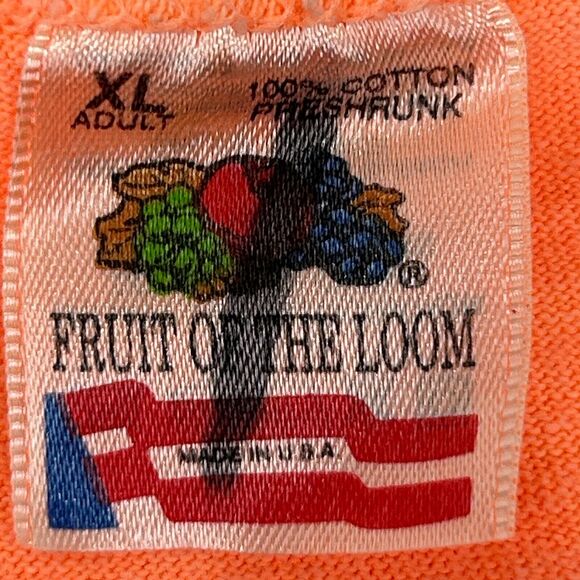 XL 100% COTTON
ADULT PRESHRUNK
®
FRUIT OF THE LOOM
MADE IN U.S.A.